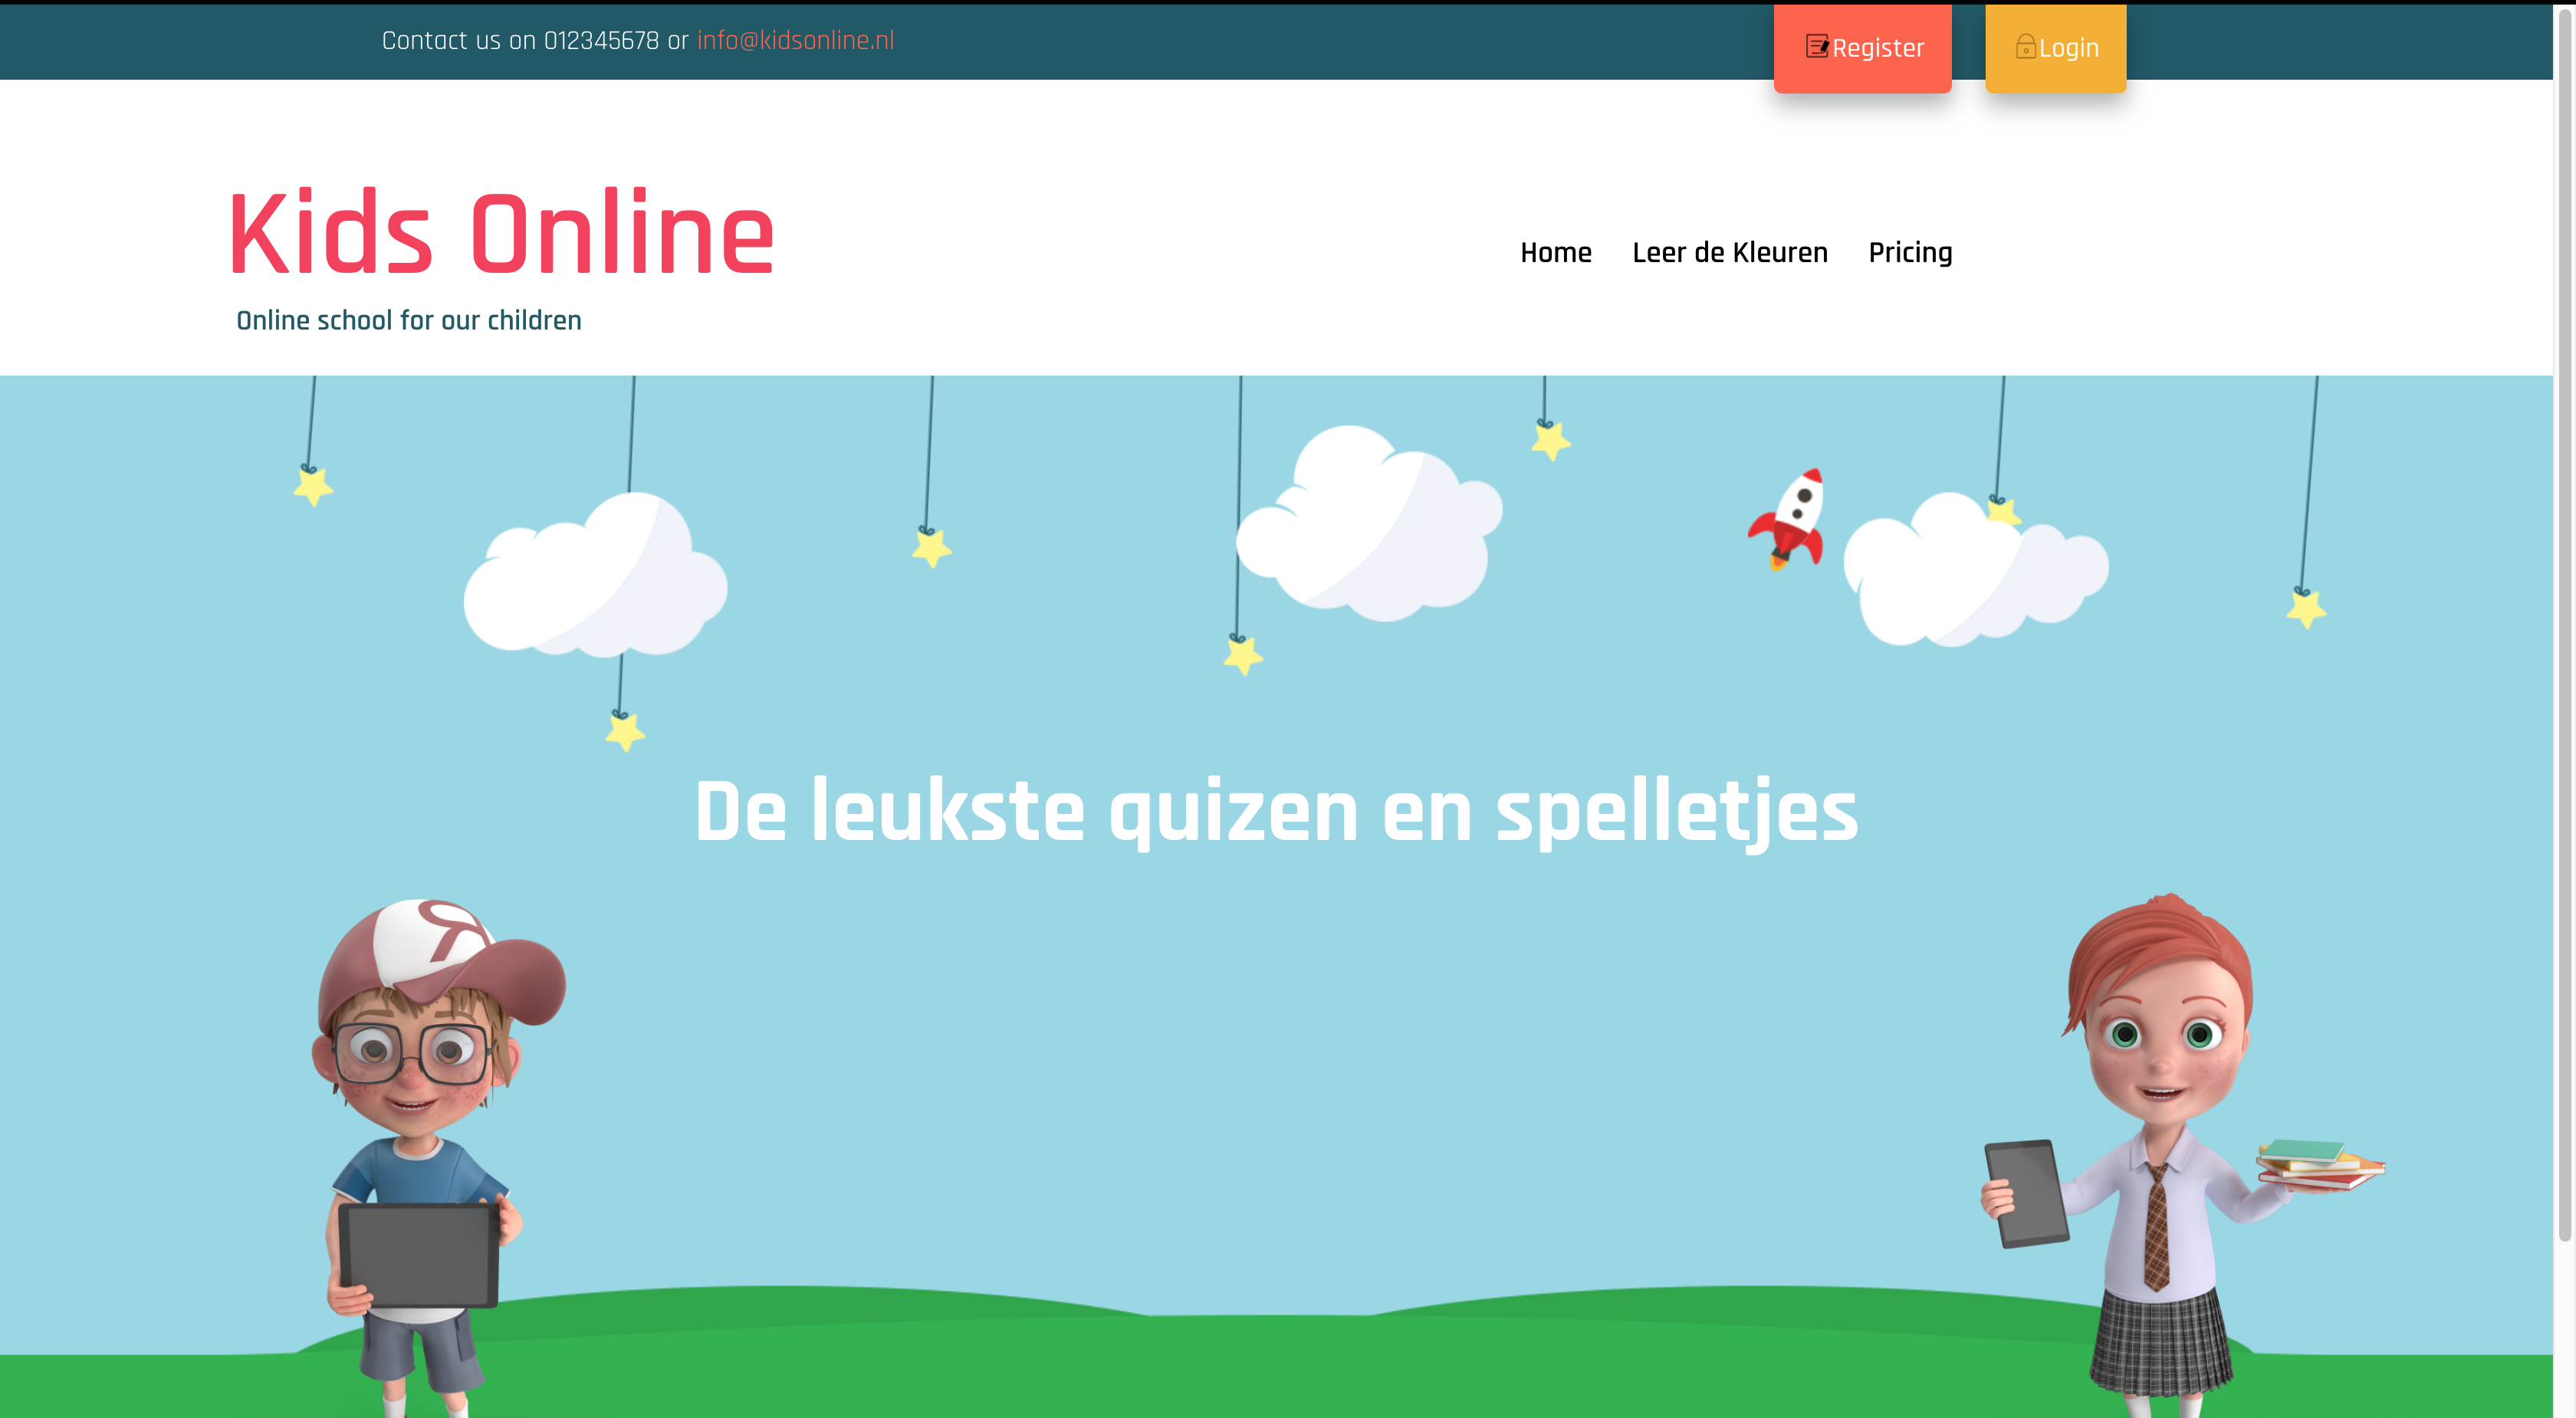 Contact us on 012345678 or info@kidsonline.nl
Register
Login
Kids Online
Online school for our children
Home
Leer de Kleuren
Pricing
De leukste quizen en spelletjes